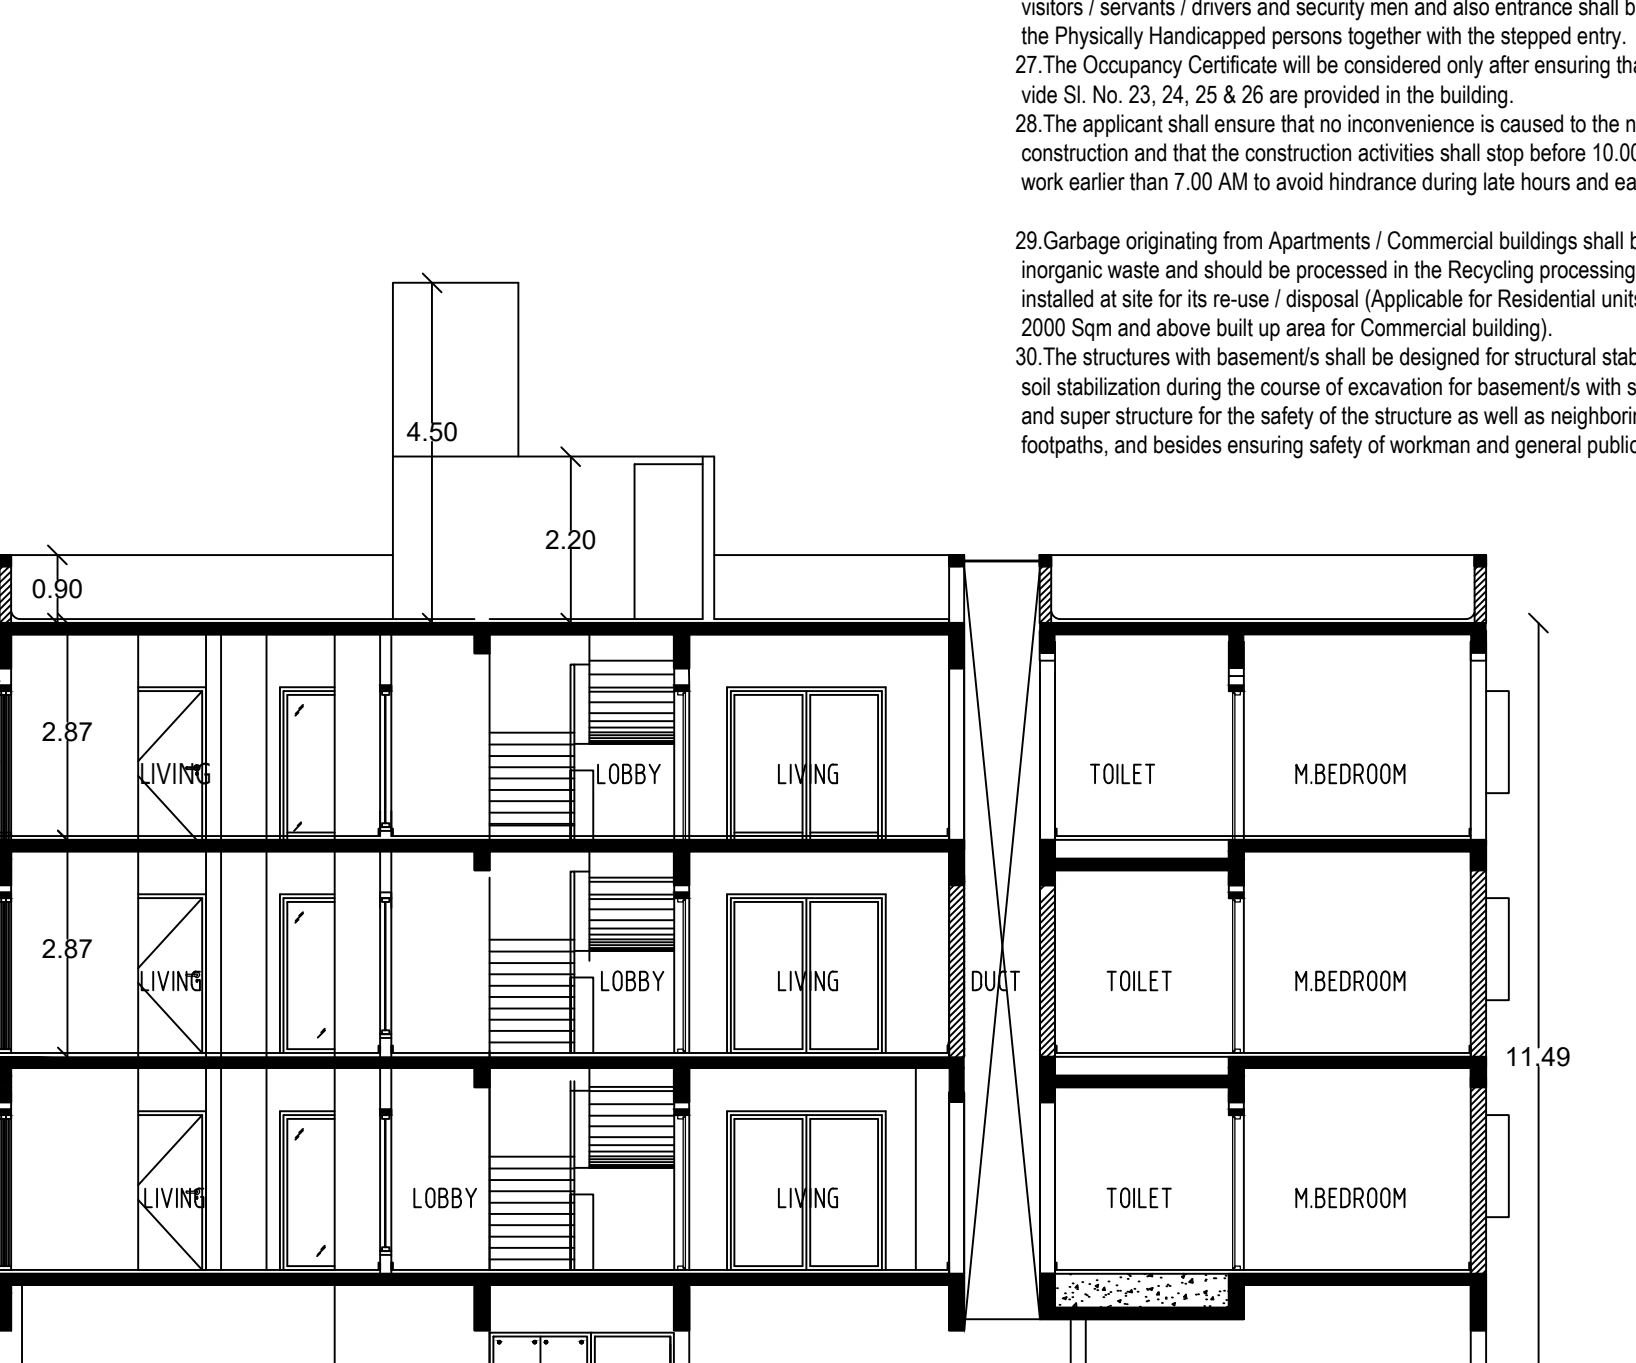 visitors / servants / drivers and security men and also entrance shall b
the Physically Handicapped persons together with the stepped entry.
27.The Occupancy Certificate will be considered only after ensuring tha
vide Sl. No. 23, 24, 25 & 26 are provided in the building.
28.The applicant shall ensure that no inconvenience is caused to the n
construction and that the construction activities shall stop before 10.00
work earlier than 7.00 AM to avoid hindrance during late hours and ea
29.Garbage originating from Apartments / Commercial buildings shall b
inorganic waste and should be processed in the Recycling processing
installed at site for its re-use / disposal (Applicable for Residential units
2000 Sqm and above built up area for Commercial building).
30.The structures with basement/s shall be designed for structural stab
soil stabilization during the course of excavation for basement/s with s
and super structure for the safety of the structure as well as neighborin
footpaths, and besides ensuring safety of workman and general public
4.50
2.20
0.90
2.87
LIVING LOBBY LIVING TOILET M.BEDROOM
2.87
LIVING LOBBY LIVING DUCT TOILET M.BEDROOM
11.49
LIVING LOBBY LIVING TOILET M.BEDROOM